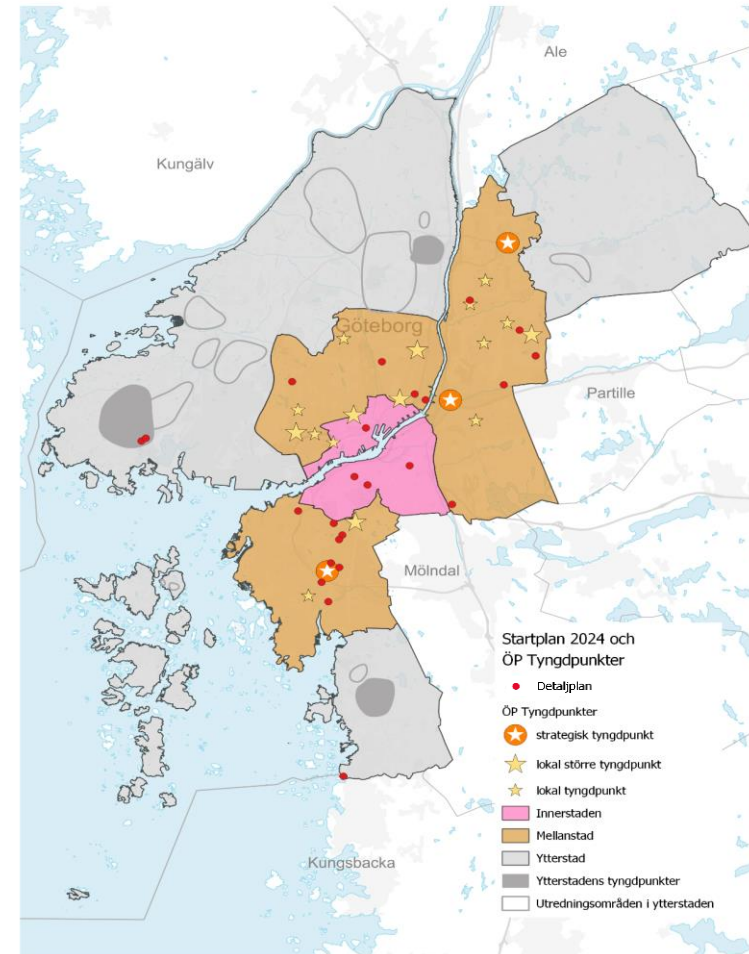 Ale
Kungälv
Göteborg
Partille
Mölndal
Startplan 2024 och
ÖP Tyngdpunkter
Detaljplan
ÖP Tyngdpunkter
strategisk tyngdpunkt
lokal större tyngdpunkt
lokal tyngdpunkt
Innerstaden
Mellanstad
Ytterstad
Ytterstadens tyngdpunkter
Utredningsområden i ytterstaden
Kungsbacka